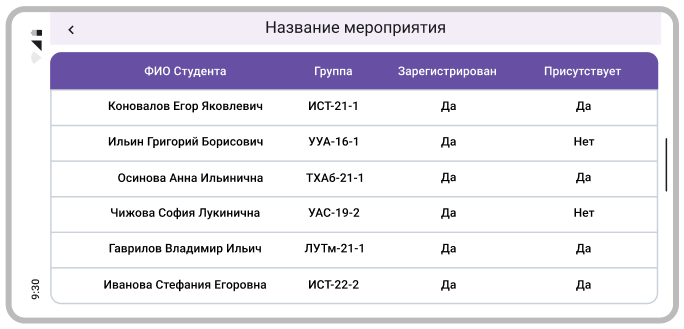 Название мероприятия
ФИО Студента Группа Зарегистрирован Присутствует
Коновалов Егор Яковлевич ИСТ-21-1 Да Да
Ильин Григорий Борисович УУА-16-1 Да Нет
Осинова Анна Ильинична ТХАб-21-1 Да Да
Чижова София Лукинична УАС-19-2 Да Нет
Гаврилов Владимир Ильич ЛУТм-21-1 Да Да
Иванова Стефания Егоровна ИСТ-22-2 Да Да
9:30